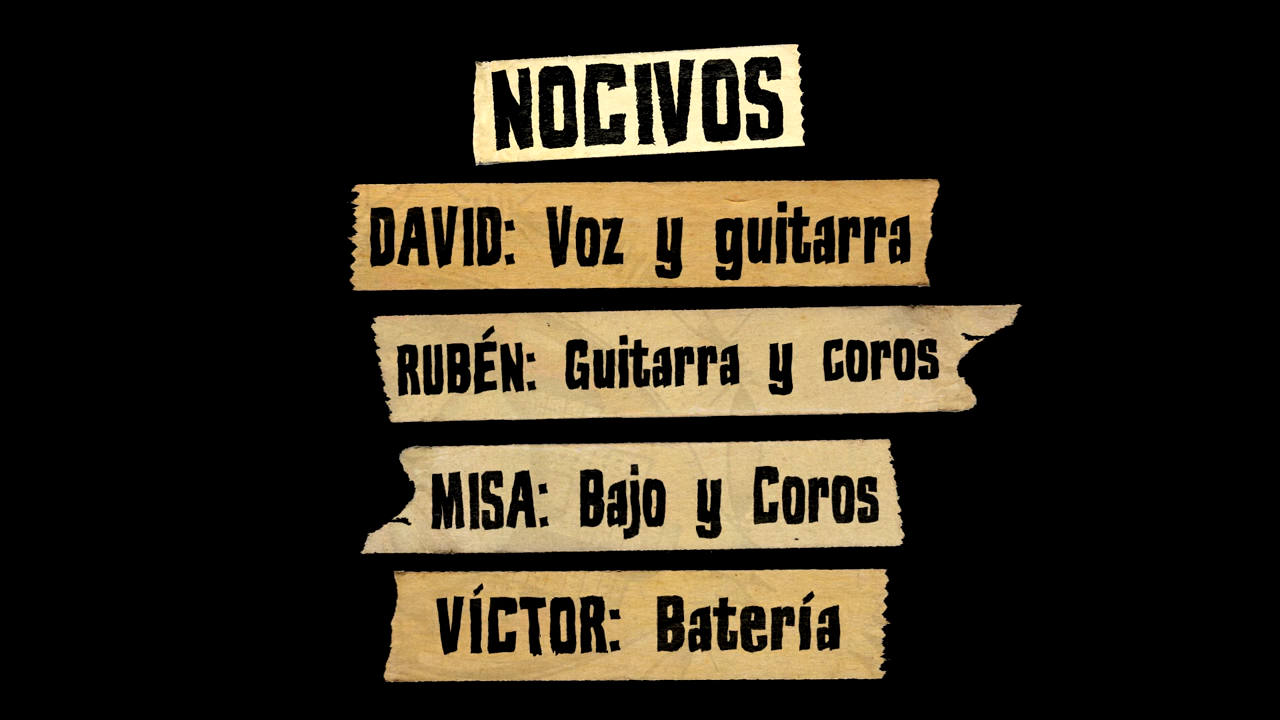 NOCIVOS
DAVID: Voz y guitarra
RUBÉN: Guitarra y coros
MISA: Bajo y Coros
VÍCTOR: Batería